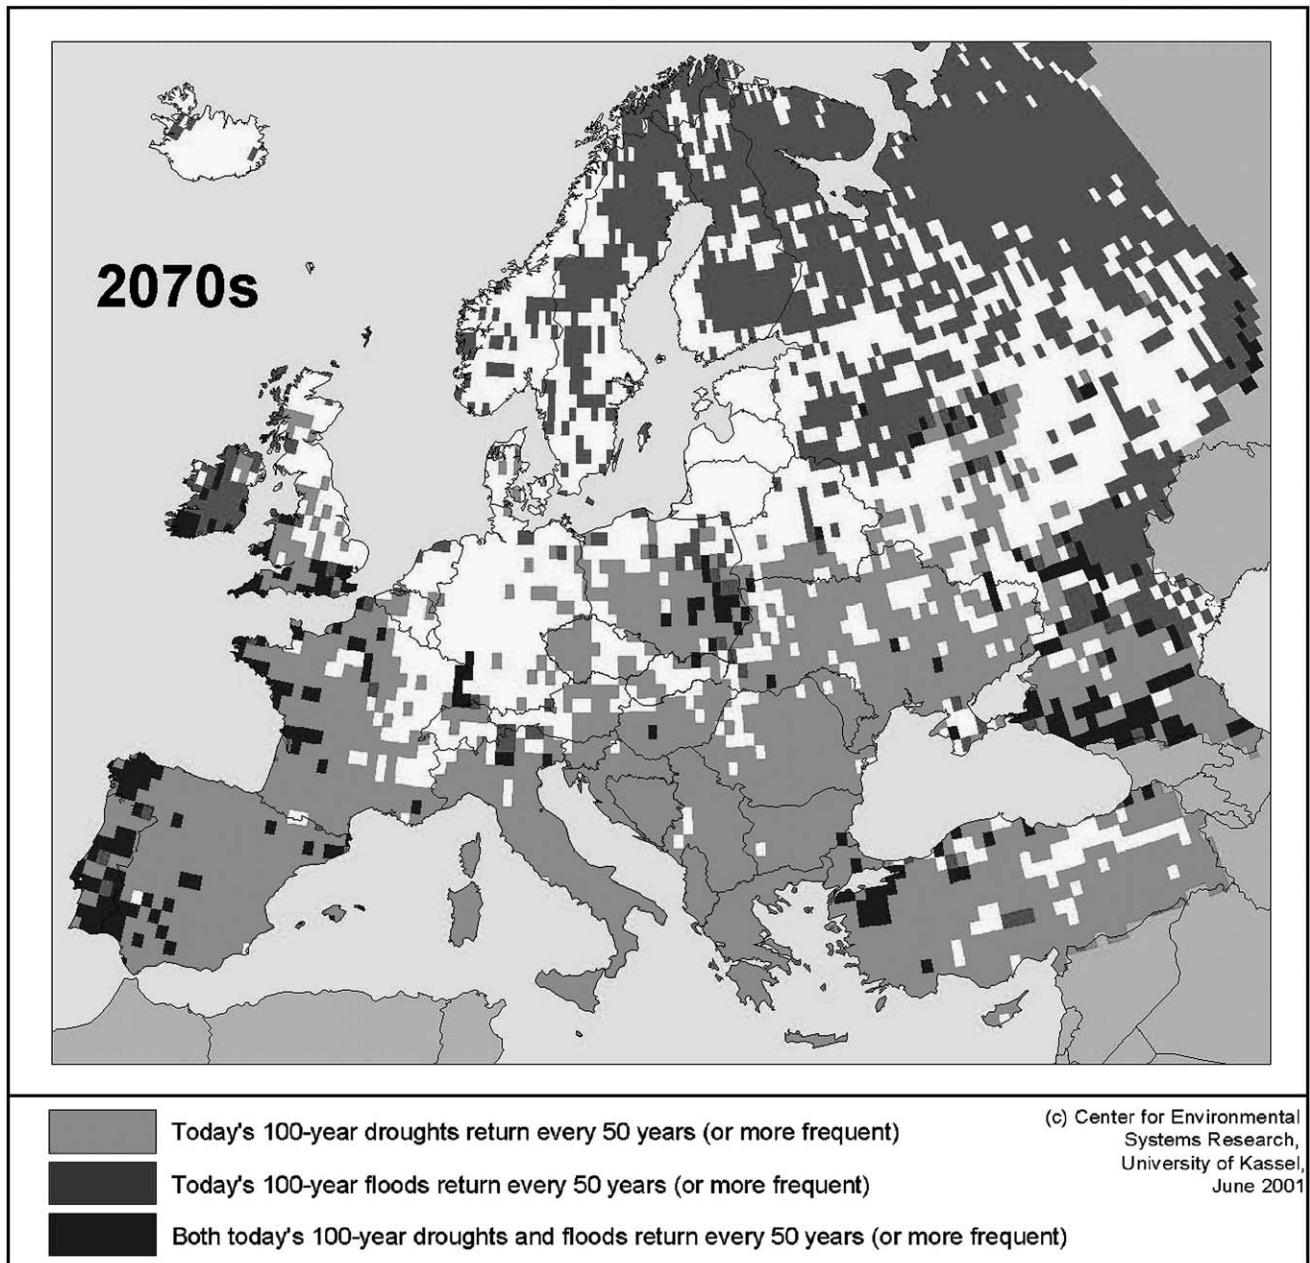 2070s
Today's 100-year droughts return every 50 years (or more frequent)
Today's 100-year floods return every 50 years (or more frequent)
Both today's 100-year droughts and floods return every 50 years (or more frequent)
(c) Center for Environmental
Systems Research,
University of Kassel,
June 2001